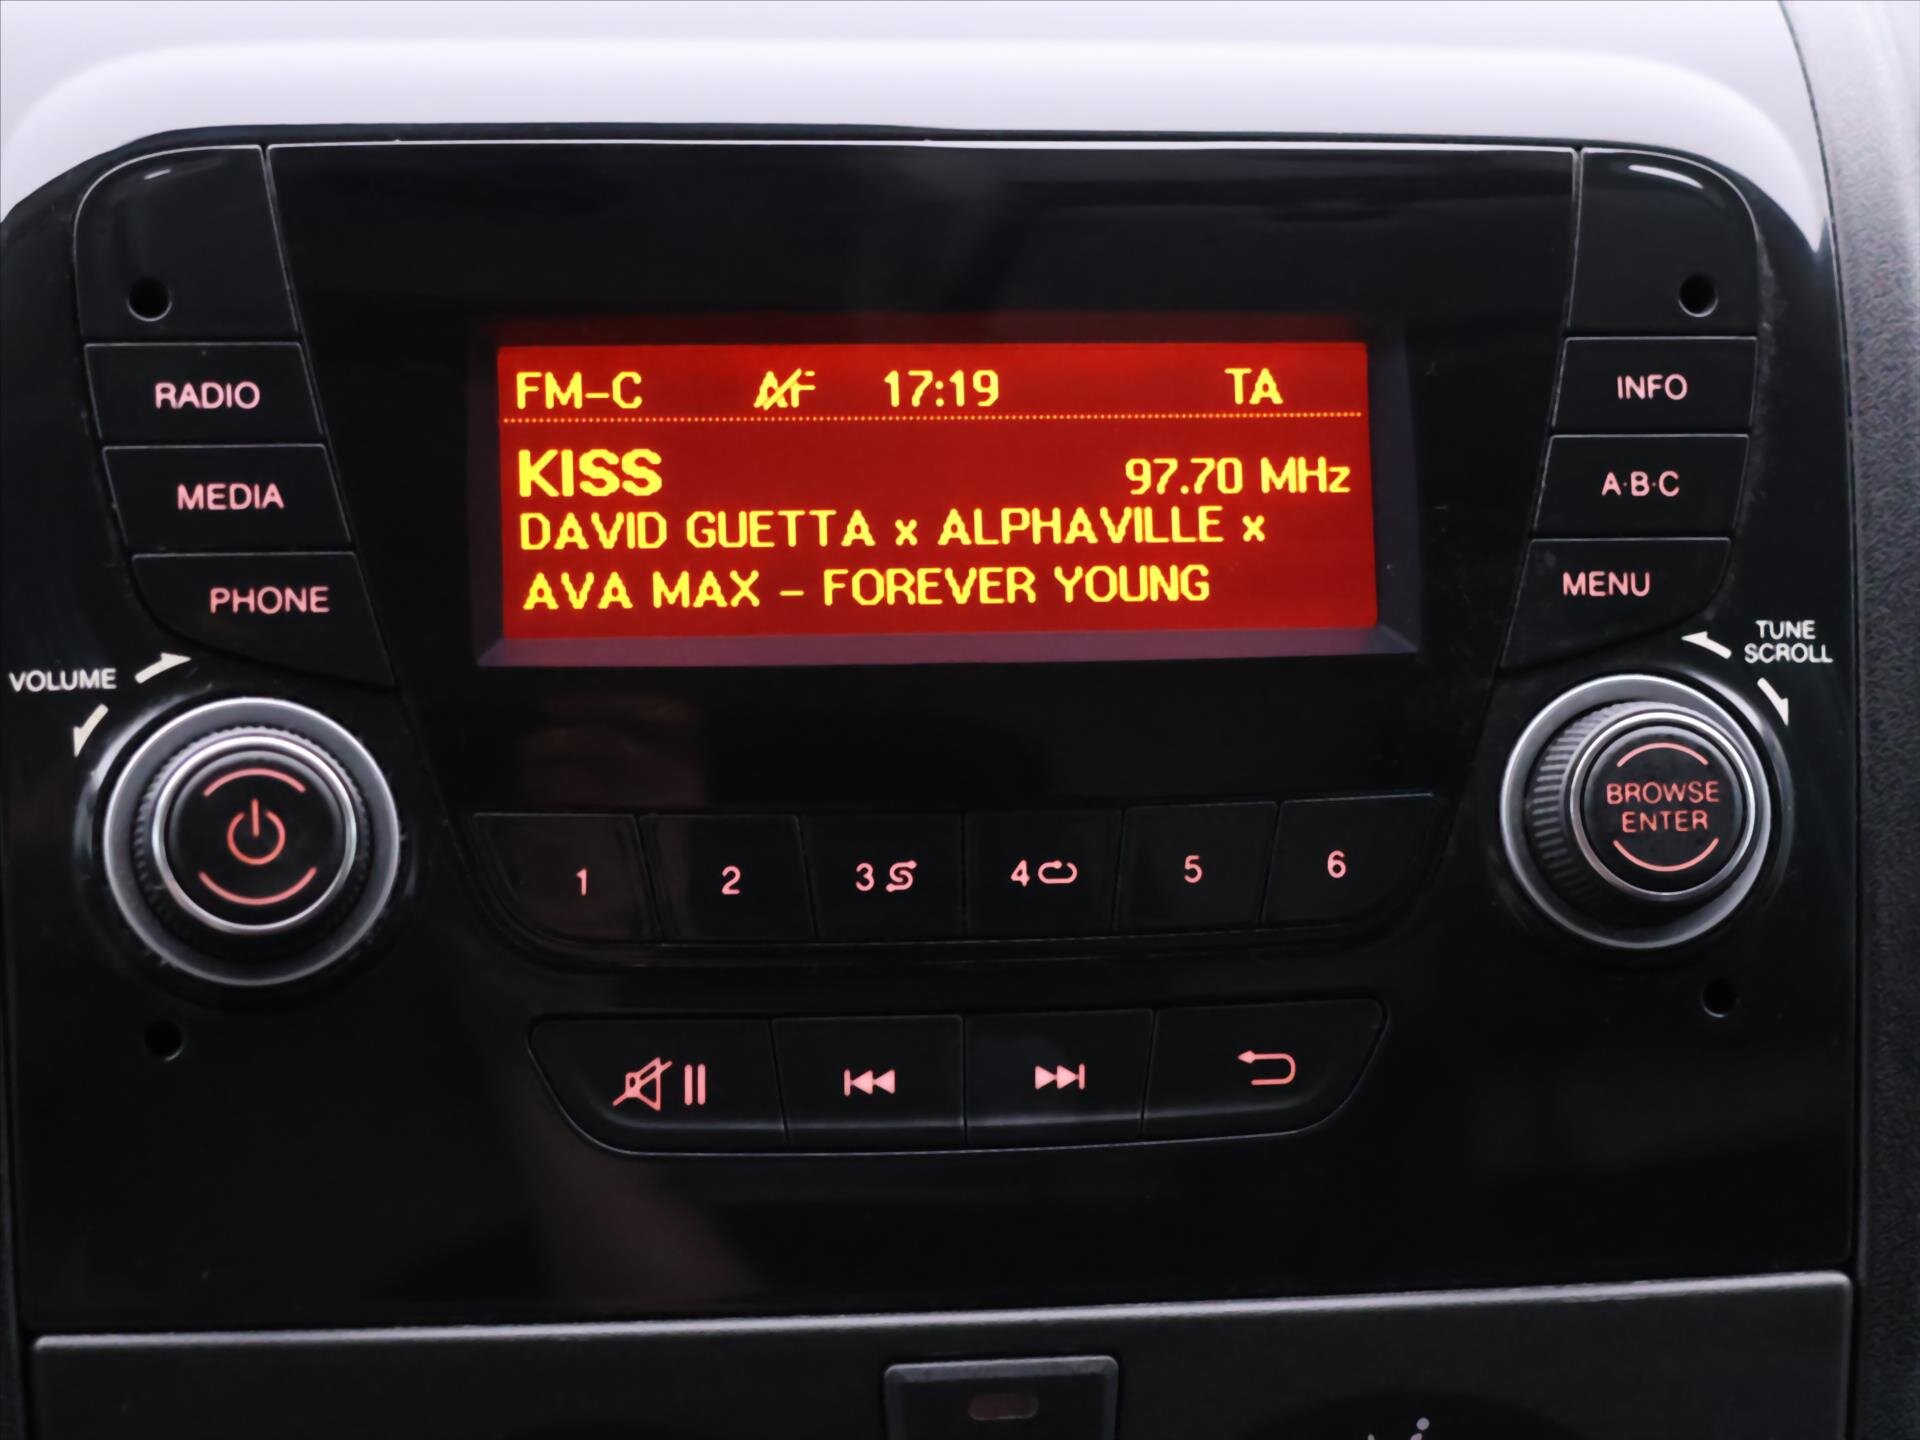 FM-C AF 17:19 TA
KISS 97.70 MHz
DAVID GUETTA x ALPHAVILLE x
AVA MAX - FOREVER YOUNG
RADIO
MEDIA
PHONE
VOLUME
INFO
A·B·C
MENU
TUNE
SCROLL
BROWSE
ENTER
1 2 3 4 5 6